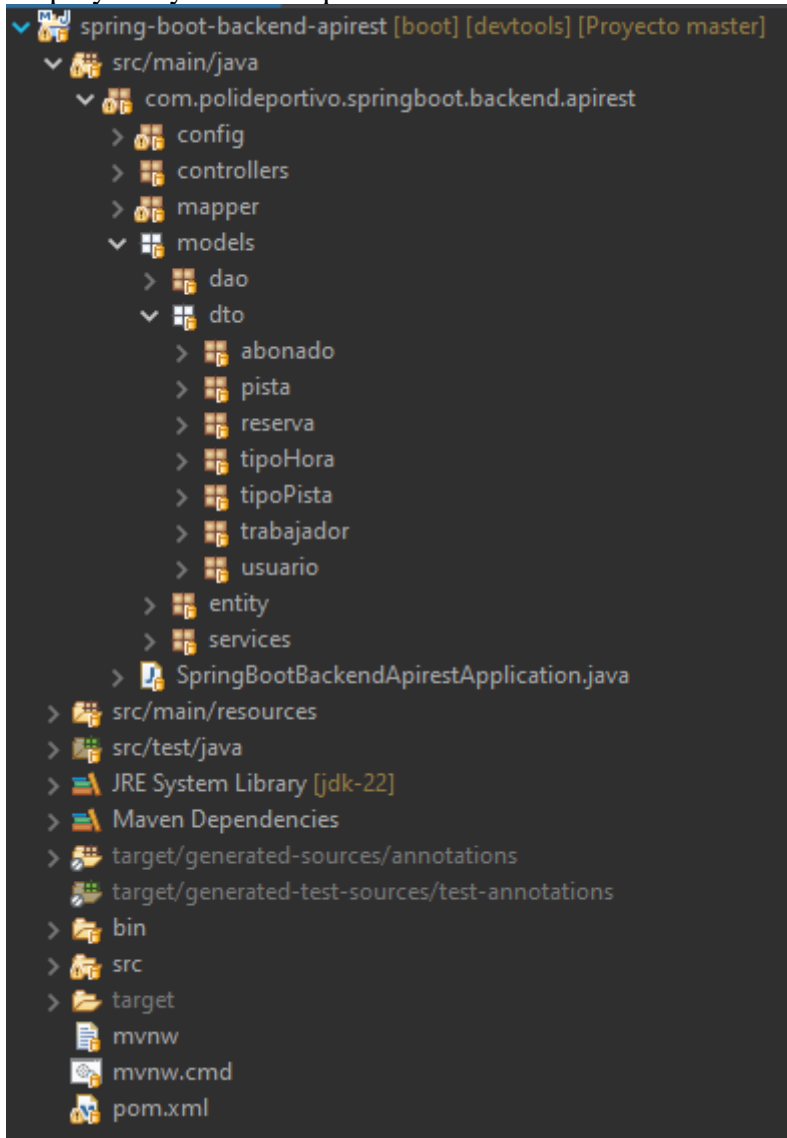 spring-boot-backend-apirest [boot] [devtools] [Proyecto master]
src/main/java
com.polideportivo.springboot.backend.apirest
config
controllers
mapper
models
dao
dto
abonado
pista
reserva
tipoHora
tipoPista
trabajador
usuario
entity
services
SpringBootBackendApirestApplication.java
src/main/resources
src/test/java
JRE System Library [jdk-22]
Maven Dependencies
target/generated-sources/annotations
target/generated-test-sources/test-annotations
bin
src
target
mvnw
mvnw.cmd
pom.xml